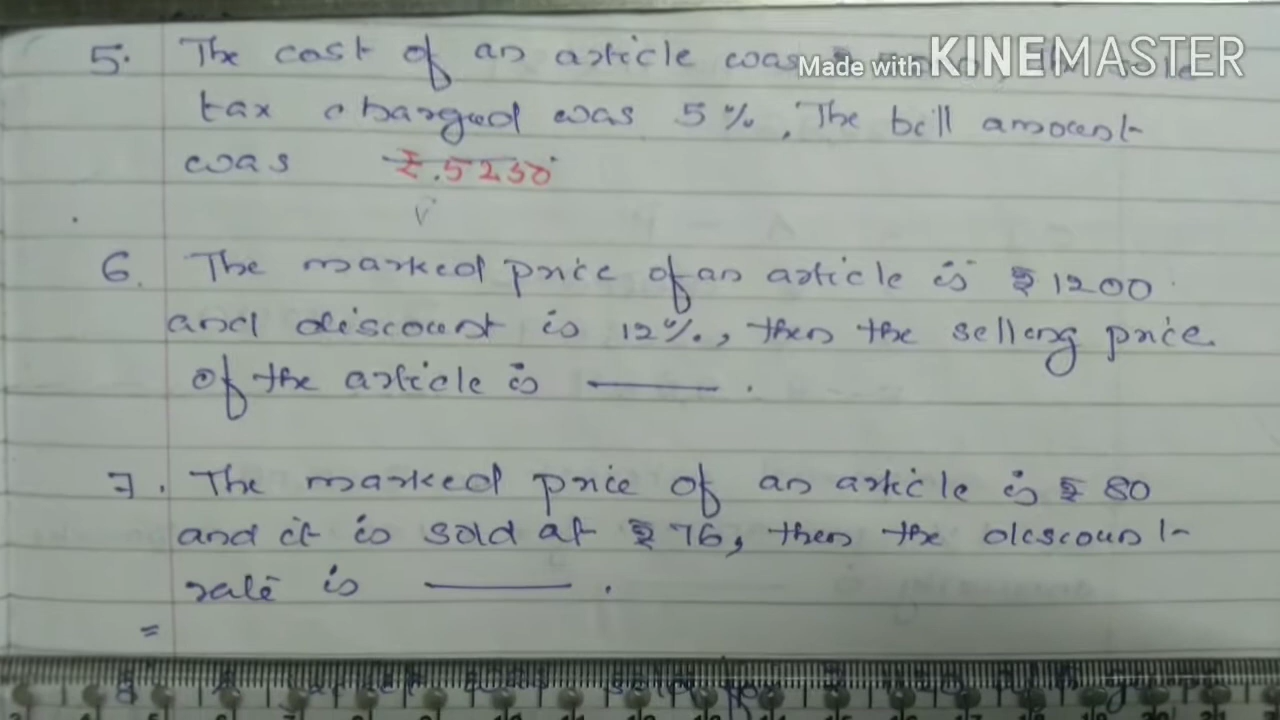 5. The cost of an article was
Made with KINEMASTER
tax charged was 5%. The bill amount
was ₹.5250
6. The marked price of an article is ₹ 1200
and discount is 12%, then the selling price
of the article is ______.
7. The marked price of an article is ₹ 80
and it is sold at ₹ 76, then the discount
rate is ______.